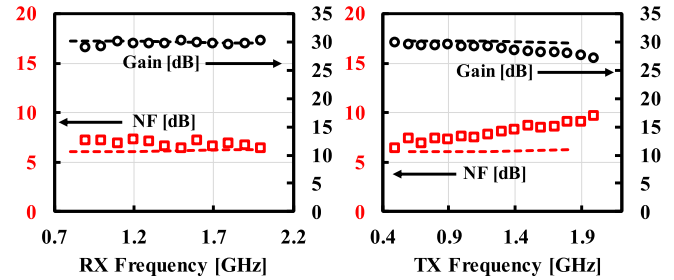 20 35 20 35
30 30
15 25 15 25
Gain [dB] Gain [dB]
20 20
10 10
NF [dB] 15 15
10 10
5 5
5 NF [dB] 5
0 0 0 0
0.7 1.2 1.7 2.2 0.4 0.9 1.4 1.9
RX Frequency [GHz] TX Frequency [GHz]